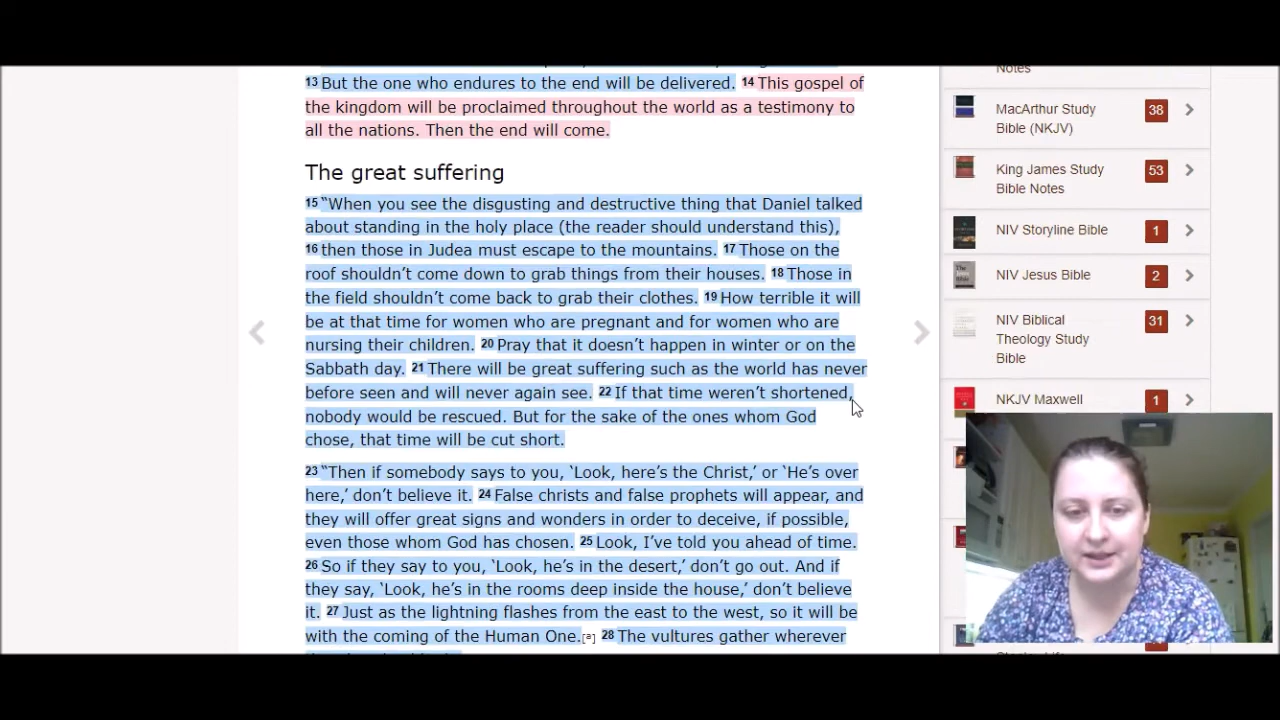 13 But the one who endures to the end will be delivered. 14 This gospel of
the kingdom will be proclaimed throughout the world as a testimony to
all the nations. Then the end will come.
The great suffering
15 “When you see the disgusting and destructive thing that Daniel talked
about standing in the holy place (the reader should understand this),
16 then those in Judea must escape to the mountains. 17 Those on the
roof shouldn’t come down to grab things from their houses. 18 Those in
the field shouldn’t come back to grab their clothes. 19 How terrible it will
be at that time for women who are pregnant and for women who are
nursing their children. 20 Pray that it doesn’t happen in winter or on the
Sabbath day. 21 There will be great suffering such as the world has never
before seen and will never again see. 22 If that time weren’t shortened,
nobody would be rescued. But for the sake of the ones whom God
chose, that time will be cut short.
23 “Then if somebody says to you, ‘Look, here’s the Christ,’ or ‘He’s over
here,’ don’t believe it. 24 False christs and false prophets will appear, and
they will offer great signs and wonders in order to deceive, if possible,
even those whom God has chosen. 25 Look, I’ve told you ahead of time.
26 So if they say to you, ‘Look, he’s in the desert,’ don’t go out. And if
they say, ‘Look, he’s in the rooms deep inside the house,’ don’t believe
it. 27 Just as the lightning flashes from the east to the west, so it will be
with the coming of the Human One.[a] 28 The vultures gather wherever
Notes
MacArthur Study
Bible (NKJV)
38
King James Study
Bible Notes
53
NIV Storyline Bible
1
NIV Jesus Bible
2
NIV Biblical
Theology Study
Bible
31
NKJV Maxwell
1